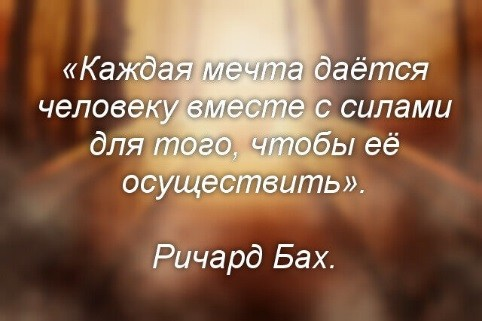 «Каждая мечта даётся
человеку вместе с силами
для того, чтобы её
осуществить».
Ричард Бах.